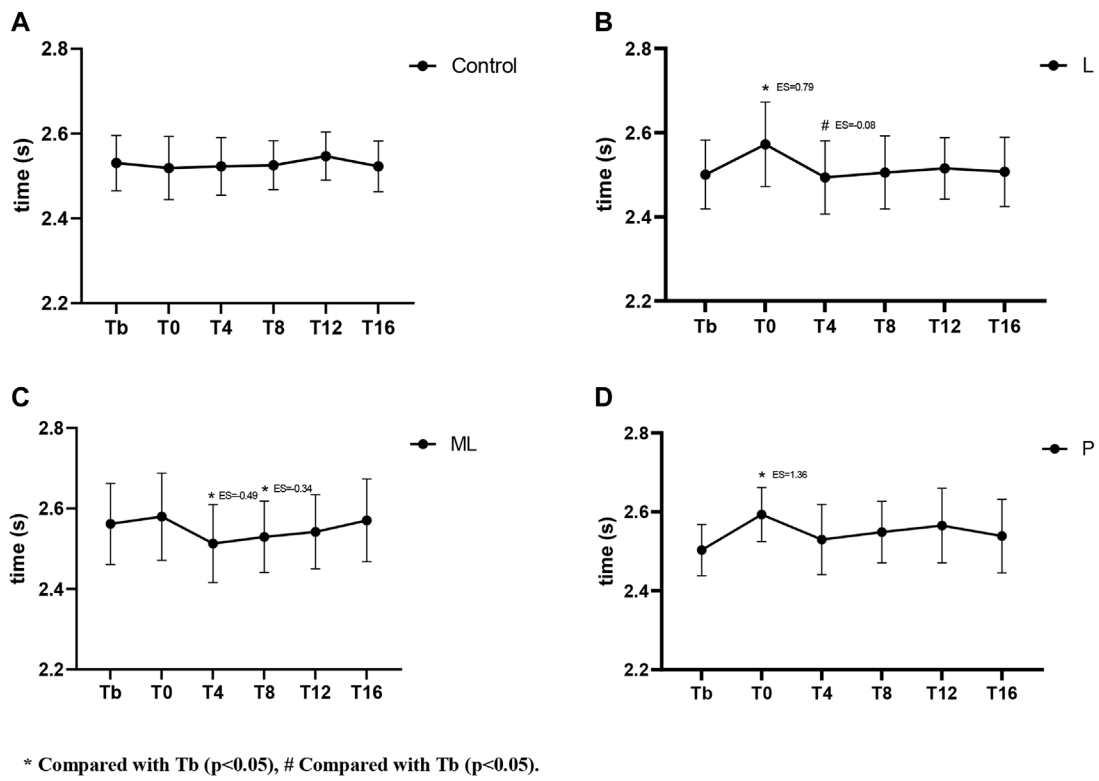 A
2.8
2.6
2.4
2.2
time (s)
Control
Tb T0 T4 T8 T12 T16
B
2.8
2.6
2.4
2.2
time (s)
L
* ES=0.79
# ES=-0.08
Tb T0 T4 T8 T12 T16
C
2.8
2.6
2.4
2.2
time (s)
ML
* ES=-0.49
* ES=-0.34
Tb T0 T4 T8 T12 T16
D
2.8
2.6
2.4
2.2
time (s)
P
* ES=1.36
Tb T0 T4 T8 T12 T16
* Compared with Tb (p<0.05), # Compared with Tb (p<0.05).